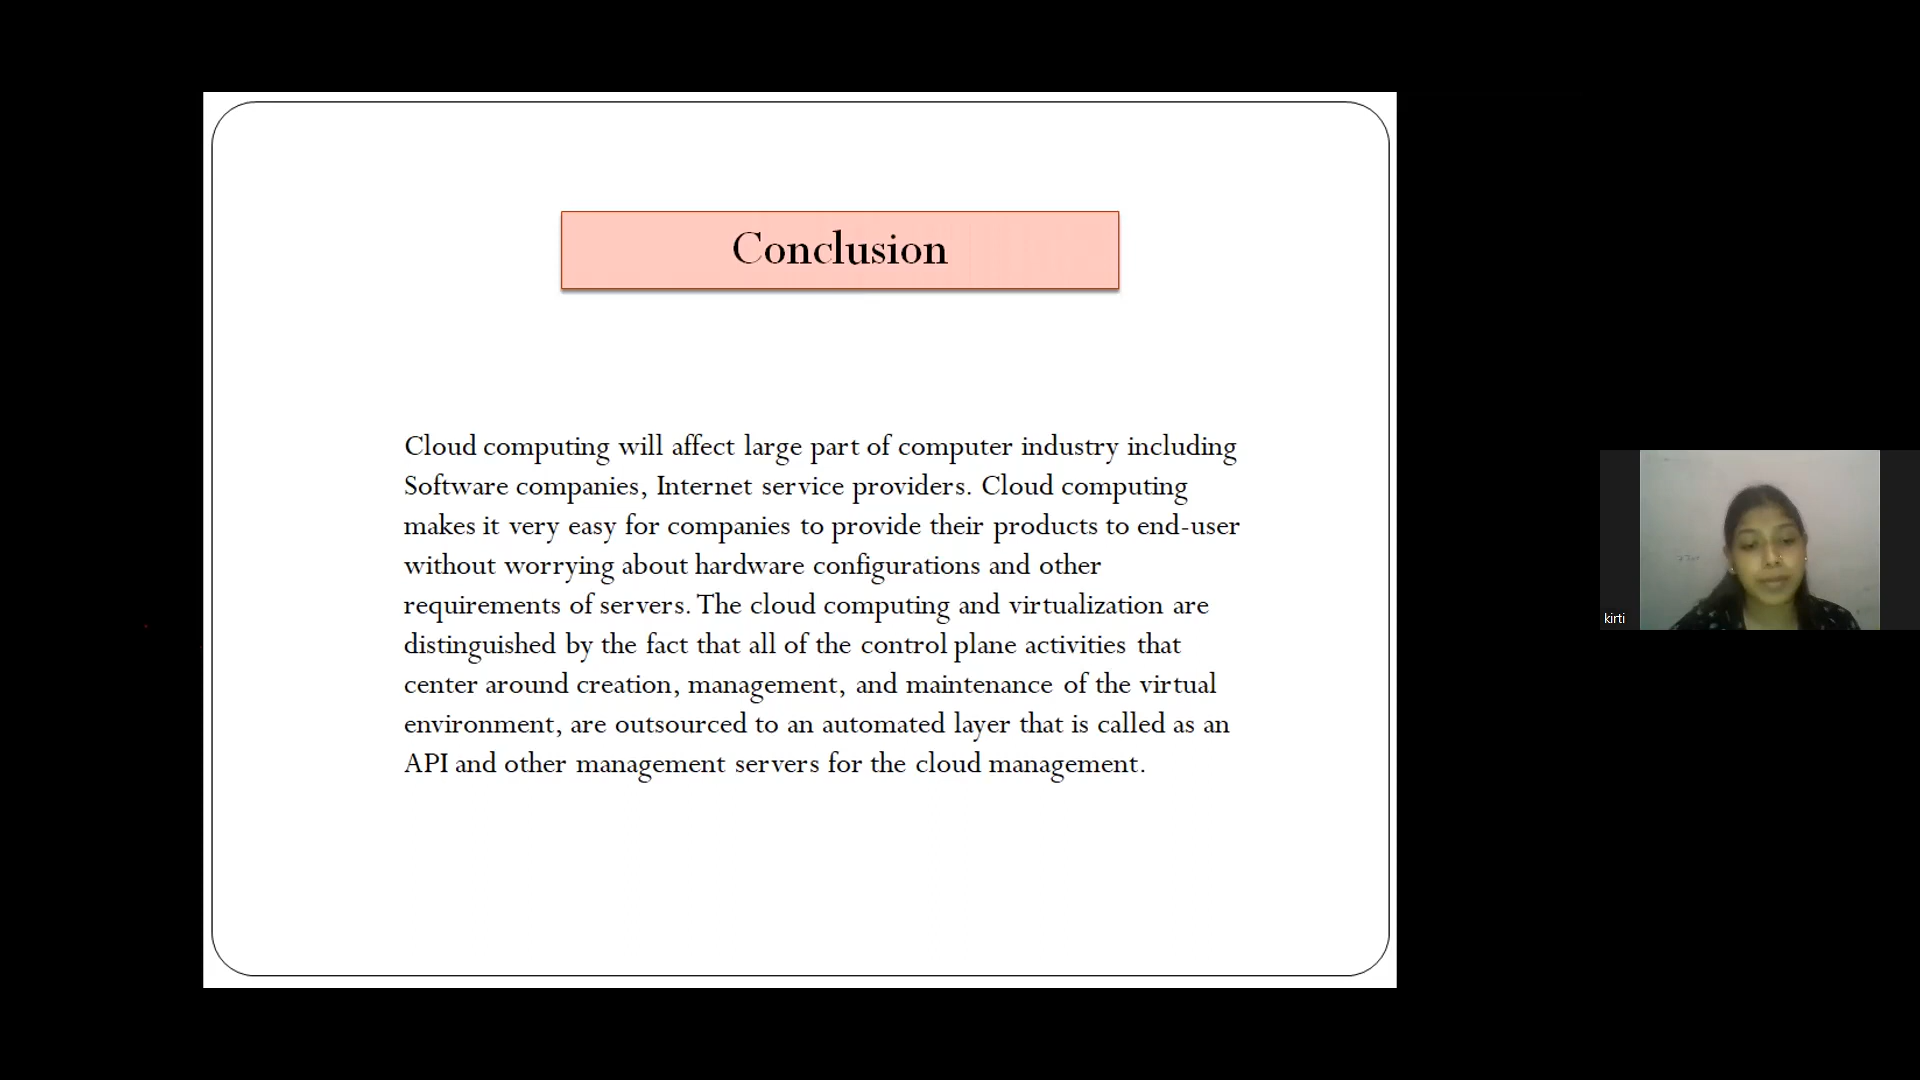 Conclusion
Cloud computing will affect large part of computer industry including
Software companies, Internet service providers. Cloud computing
makes it very easy for companies to provide their products to end-user
without worrying about hardware configurations and other
requirements of servers. The cloud computing and virtualization are
distinguished by the fact that all of the control plane activities that
center around creation, management, and maintenance of the virtual
environment, are outsourced to an automated layer that is called as an
API and other management servers for the cloud management.
kirti